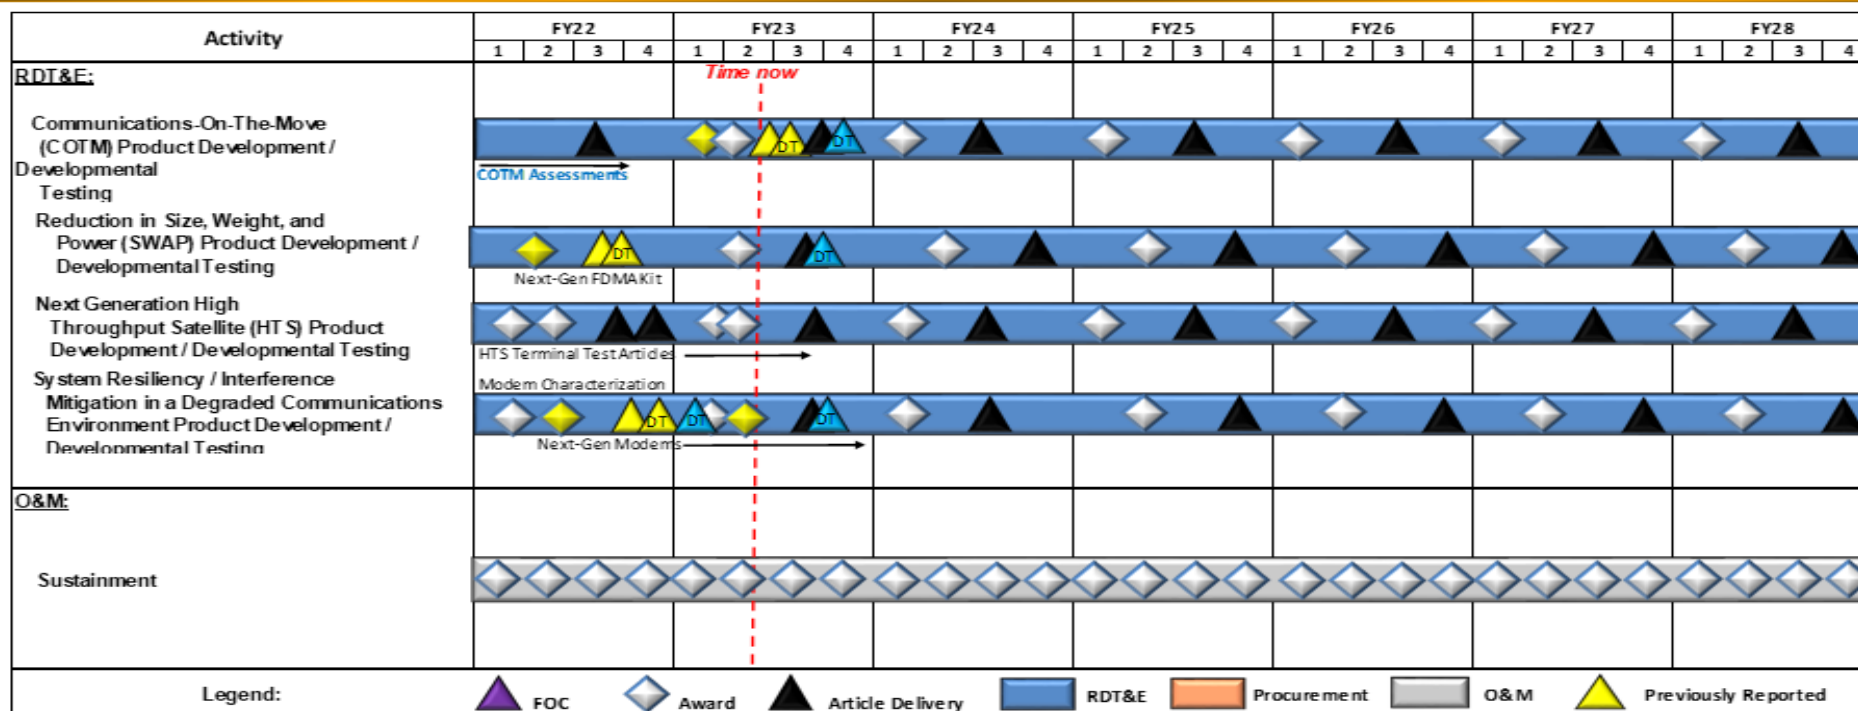 Activity FY22 FY23 FY24 FY25 FY26 FY27 FY28
1 2 3 4 1 2 3 4 1 2 3 4 1 2 3 4 1 2 3 4 1 2 3 4 1 2 3 4
RDT&E:
Time now
Communications-On-The-Move
(COTM) Product Development /
Developmental
Testing
DT DT
COTM Assessments
Reduction in Size, Weight, and
Power (SWAP) Product Development /
Developmental Testing
DT DT
Next-Gen FDMA Kit
Next Generation High
Throughput Satellite (HTS) Product
Development / Developmental Testing
HTS Terminal Test Articles
System Resiliency / Interference
Mitigation in a Degraded Communications
Environment Product Development /
Developmental Testing
Modem Characterization
DT DT DT
Next-Gen Modems
O&M:
Sustainment
Legend: FOC Award Article Delivery RDT&E Procurement O&M Previously Reported